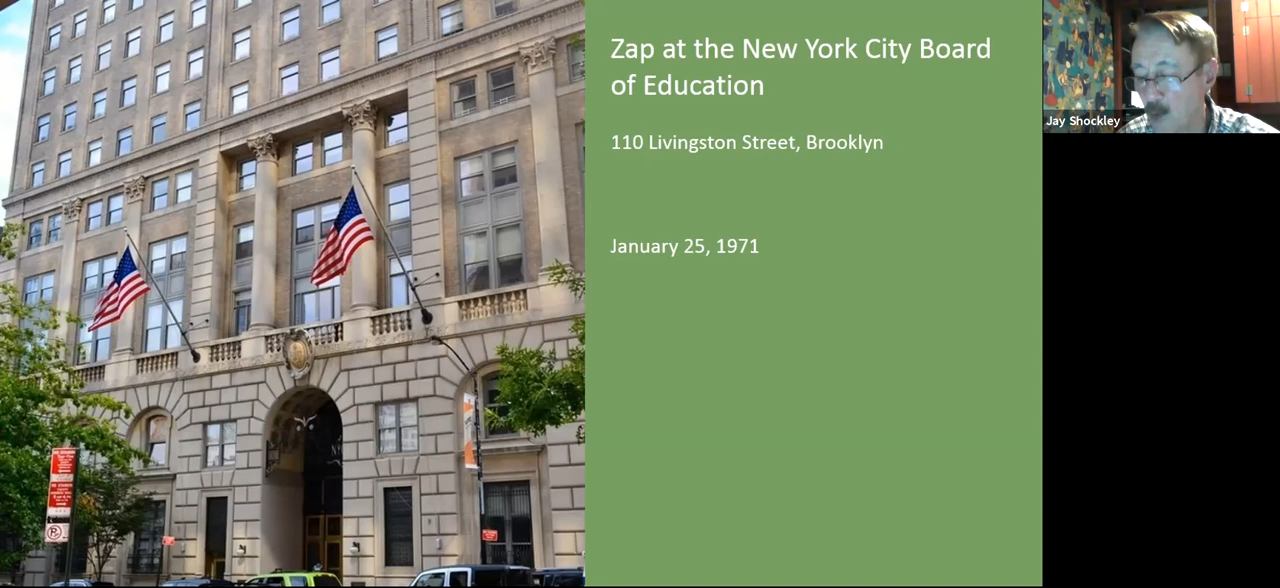 Zap at the New York City Board
of Education
110 Livingston Street, Brooklyn
January 25, 1971
Jay Shockley